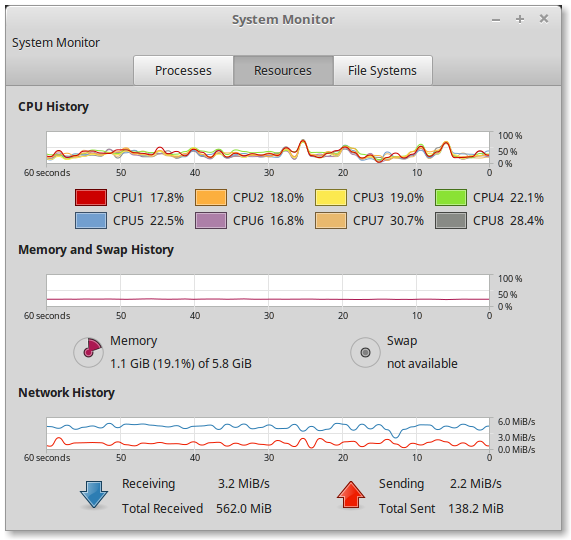 System Monitor
System Monitor
Processes Resources File Systems
CPU History
100 %
50 %
0 %
60 seconds 50 40 30 20 10 0
CPU1 17.8% CPU2 18.0% CPU3 19.0% CPU4 22.1%
CPU5 22.5% CPU6 16.8% CPU7 30.7% CPU8 28.4%
Memory and Swap History
100 %
50 %
0 %
60 seconds 50 40 30 20 10 0
Memory Swap
1.1 GiB (19.1%) of 5.8 GiB not available
Network History
6.0 MiB/s
3.0 MiB/s
0.0 MiB/s
60 seconds 50 40 30 20 10 0
Receiving 3.2 MiB/s Sending 2.2 MiB/s
Total Received 562.0 MiB Total Sent 138.2 MiB